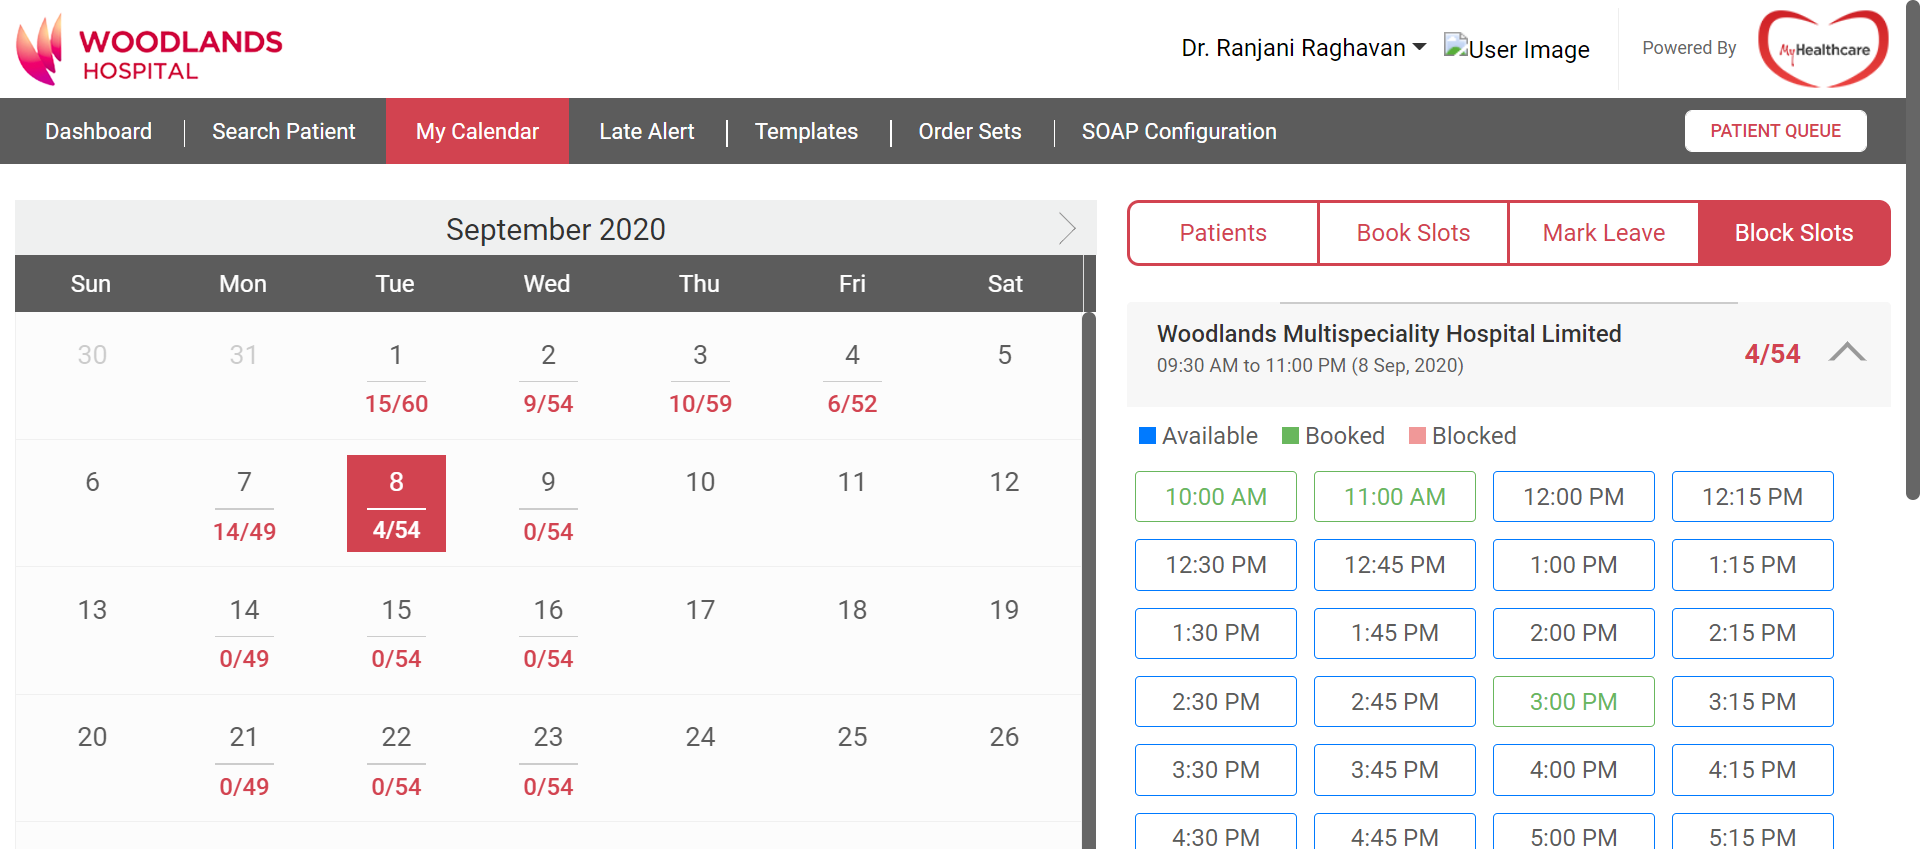 WOODLANDS
HOSPITAL
Dr. Ranjani Raghavan
User Image
Powered By
MyHealthcare
Dashboard
Search Patient
My Calendar
Late Alert
Templates
Order Sets
SOAP Configuration
PATIENT QUEUE
September 2020
Sun Mon Tue Wed Thu Fri Sat
30 31 1 2 3 4 5
15/60 9/54 10/59 6/52
6 7 8 9 10 11 12
14/49 4/54 0/54
13 14 15 16 17 18 19
0/49 0/54 0/54
20 21 22 23 24 25 26
0/49 0/54 0/54
Patients Book Slots Mark Leave Block Slots
Woodlands Multispeciality Hospital Limited
09:30 AM to 11:00 PM (8 Sep, 2020)
4/54
Available Booked Blocked
10:00 AM 11:00 AM 12:00 PM 12:15 PM
12:30 PM 12:45 PM 1:00 PM 1:15 PM
1:30 PM 1:45 PM 2:00 PM 2:15 PM
2:30 PM 2:45 PM 3:00 PM 3:15 PM
3:30 PM 3:45 PM 4:00 PM 4:15 PM
4:30 PM 4:45 PM 5:00 PM 5:15 PM